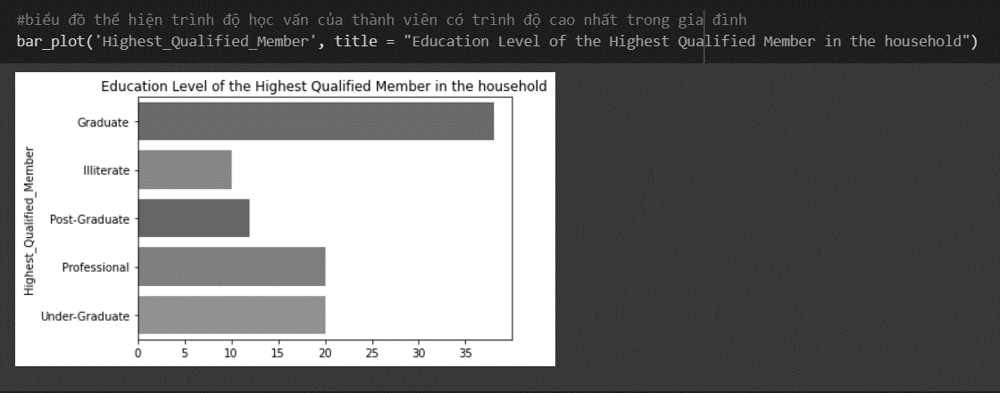 #biểu đồ thể hiện trình độ học vấn của thành viên có trình độ cao nhất trong gia đình
bar_plot('Highest_Qualified_Member', title = "Education Level of the Highest Qualified Member in the household")
Education Level of the Highest Qualified Member in the household
Highest_Qualified_Member
Graduate
Illiterate
Post-Graduate
Professional
Under-Graduate
0 5 10 15 20 25 30 35